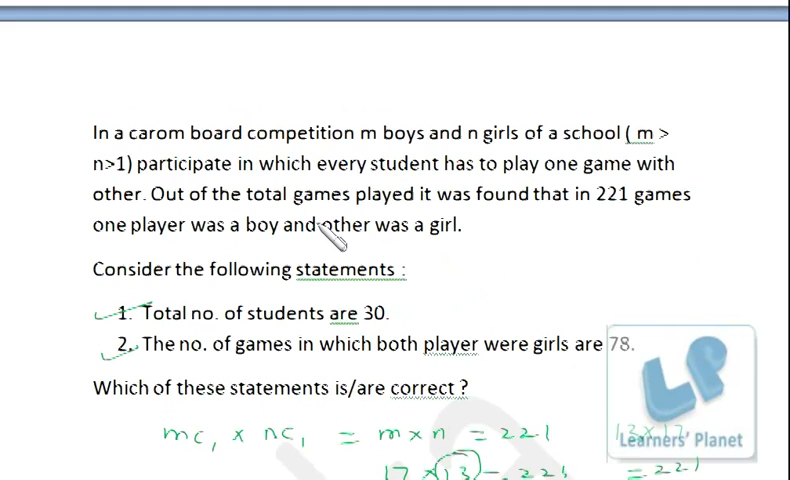 In a carom board competition m boys and n girls of a school ( m >
n>1) participate in which every student has to play one game with
other. Out of the total games played it was found that in 221 games
one player was a boy and other was a girl.
Consider the following statements :
1. Total no. of students are 30.
2. The no. of games in which both player were girls are 78.
Which of these statements is/are correct ?
mC₁ × nC₁ = m × n = 221 13 × 17
Learners' Planet
17 × 13 = 221 = 221